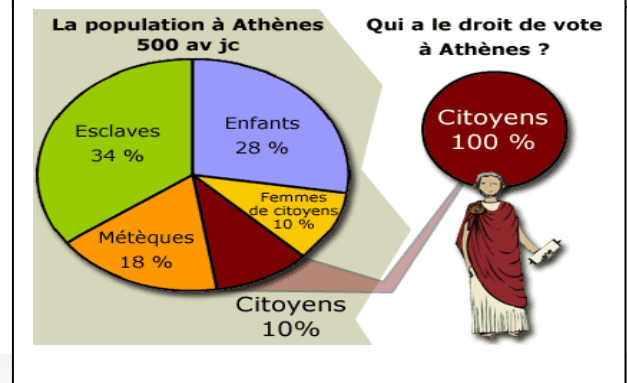 La population à Athènes
500 av jc
Qui a le droit de vote
à Athènes ?
Esclaves
34 %
Enfants
28 %
Femmes
de citoyens
10 %
Métèques
18 %
Citoyens
10%
Citoyens
100 %